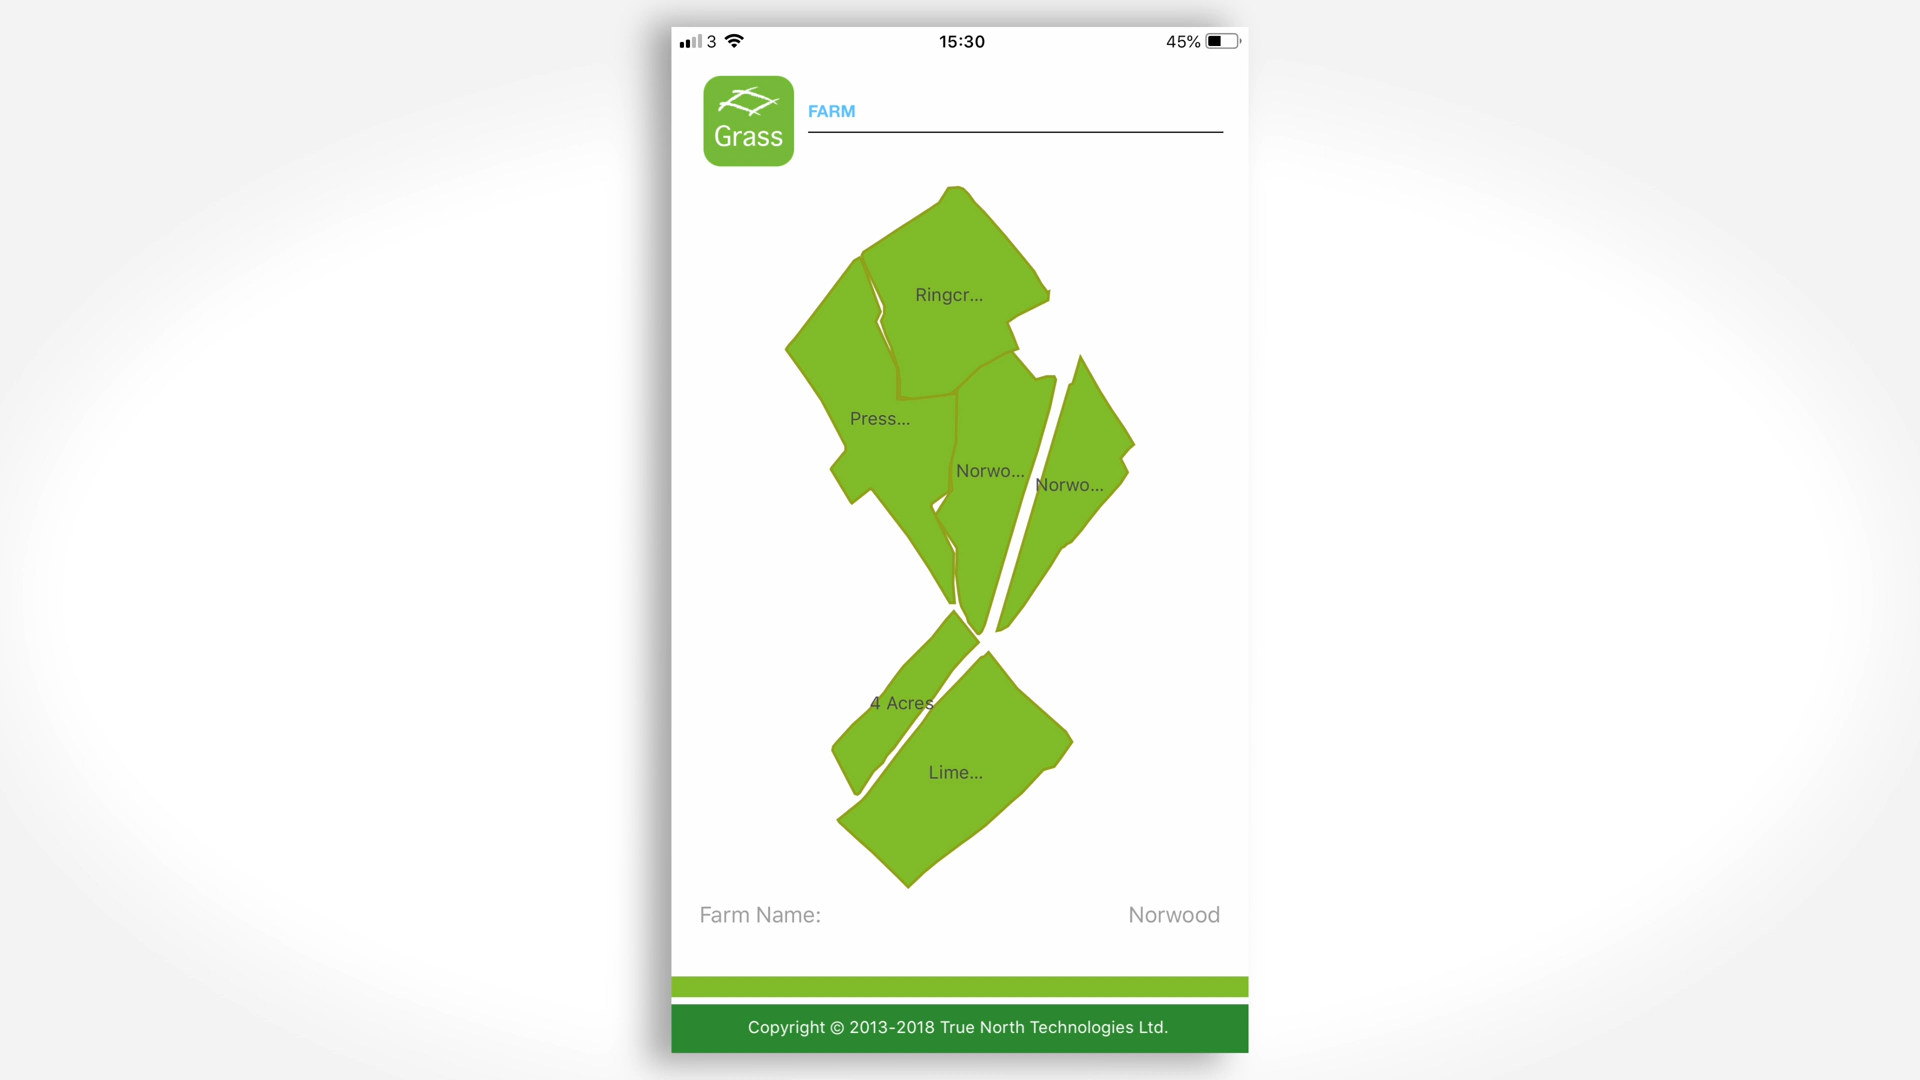 3 15:30 45%
Grass
FARM
Ringcr...
Press...
Norwo...
Norwo...
4 Acres
Lime...
Farm Name: Norwood
Copyright © 2013-2018 True North Technologies Ltd.